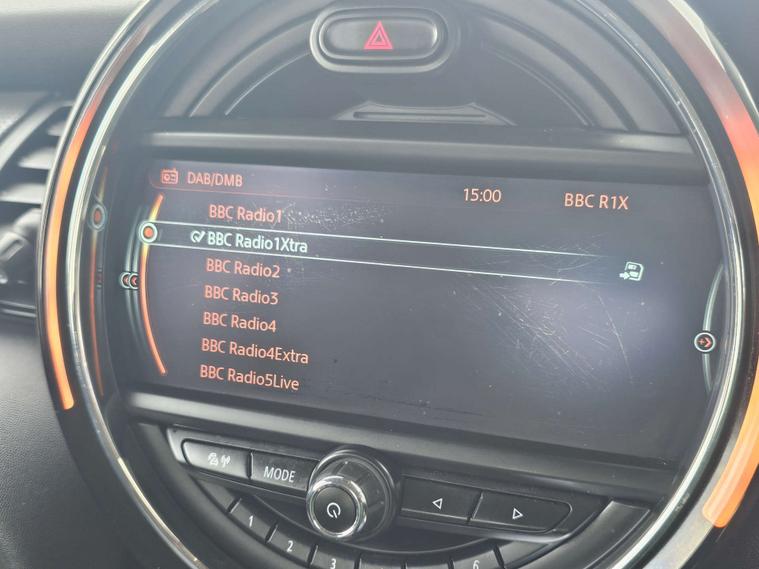 DAB/DMB 15:00 BBC R1X
BBC Radio1
BBC Radio1Xtra
BBC Radio2
BBC Radio3
BBC Radio4
BBC Radio4Extra
BBC Radio5Live
MODE
1
2
3
6